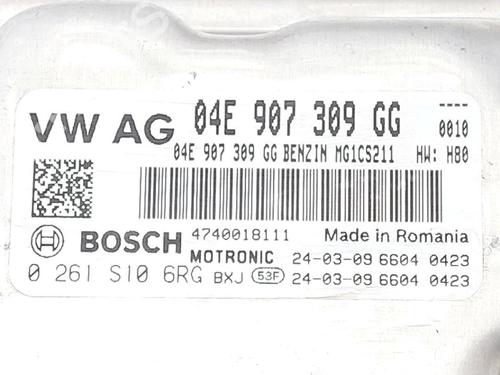 VW AG 04E 907 309 GG ----
0010
04E 907 309 GG BENZIN MG1CS211 HW: H80
BOSCH 4740018111 Made in Romania
MOTRONIC 24-03-09 6604 0423
0 261 S10 6RG BXJ 53F 24-03-09 6604 0423